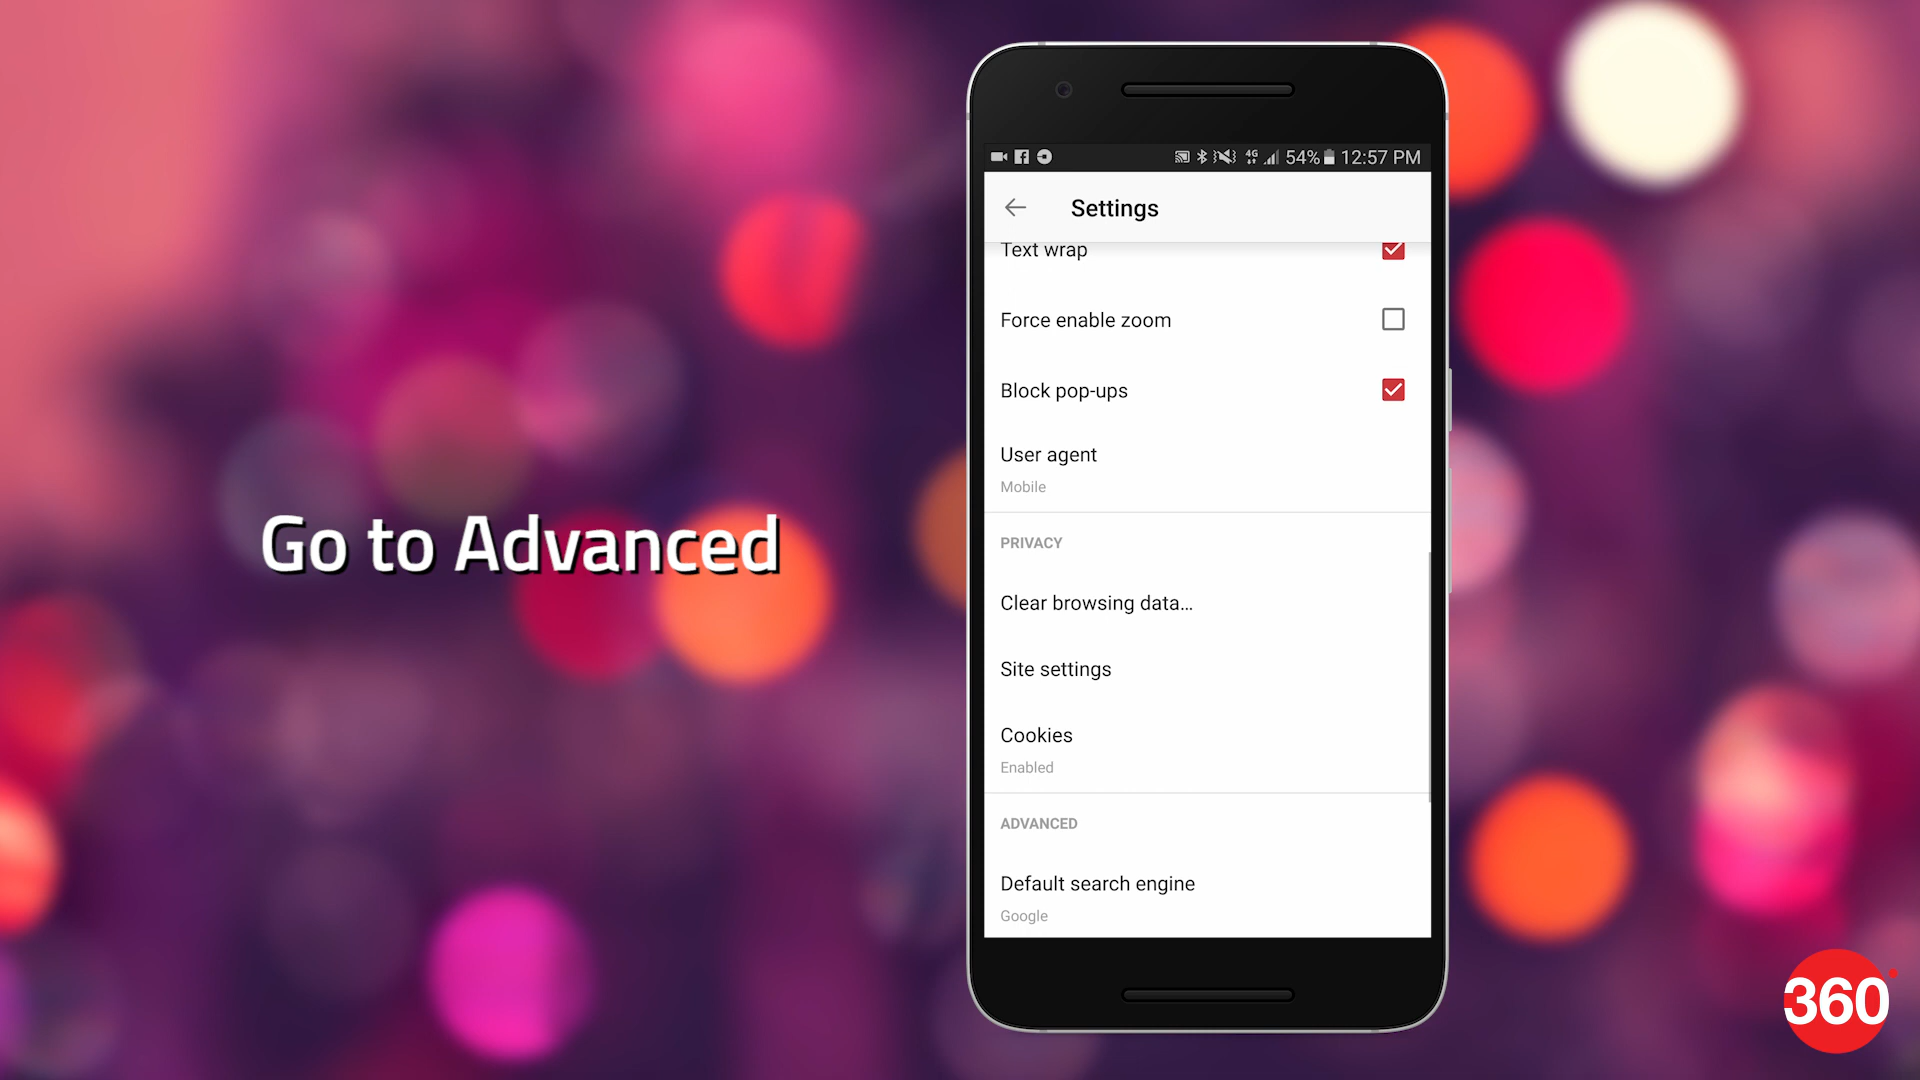 Go to Advanced
4G 54% 12:57 PM
Settings
Text wrap
Force enable zoom
Block pop-ups
User agent
Mobile
PRIVACY
Clear browsing data...
Site settings
Cookies
Enabled
ADVANCED
Default search engine
Google
360